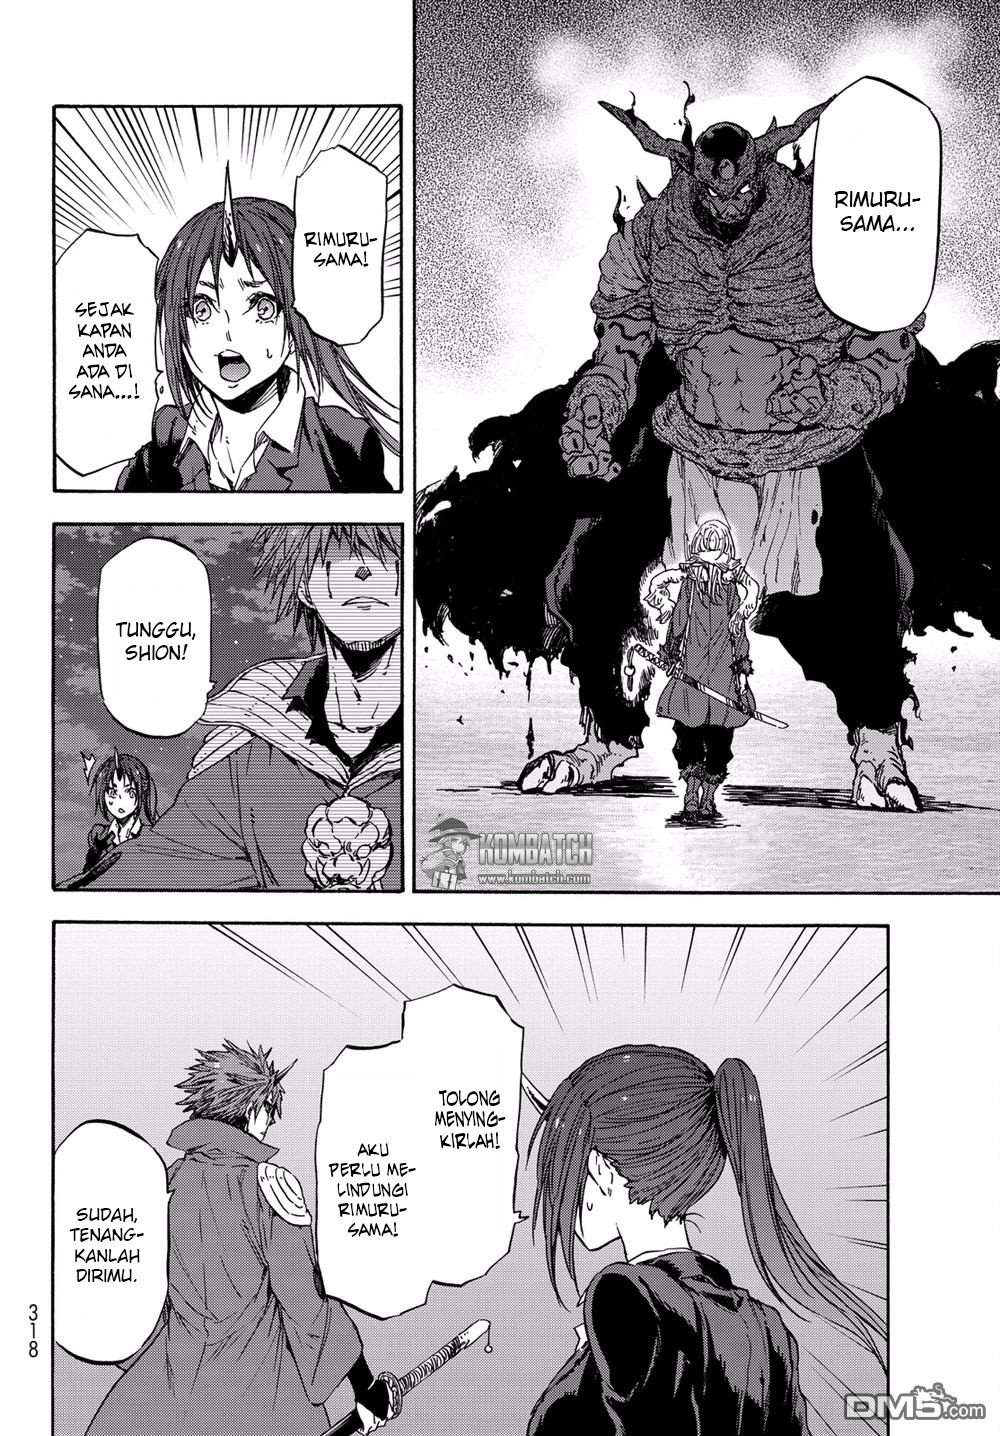 RIMURU-
SAMA...
RIMURU-
SAMA!
SEJAK
KAPAN
ANDA
ADA DI
SANA...!
TUNGGU,
SHION!
KOMBATCH
www.kombatch.com
TOLONG
MENYING-
KIRLAH!
AKU
PERLU ME-
LINDUNGI
RIMURU-
SAMA!
SUDAH,
TENANG-
KANLAH
DIRIMU.
318
DM5.com